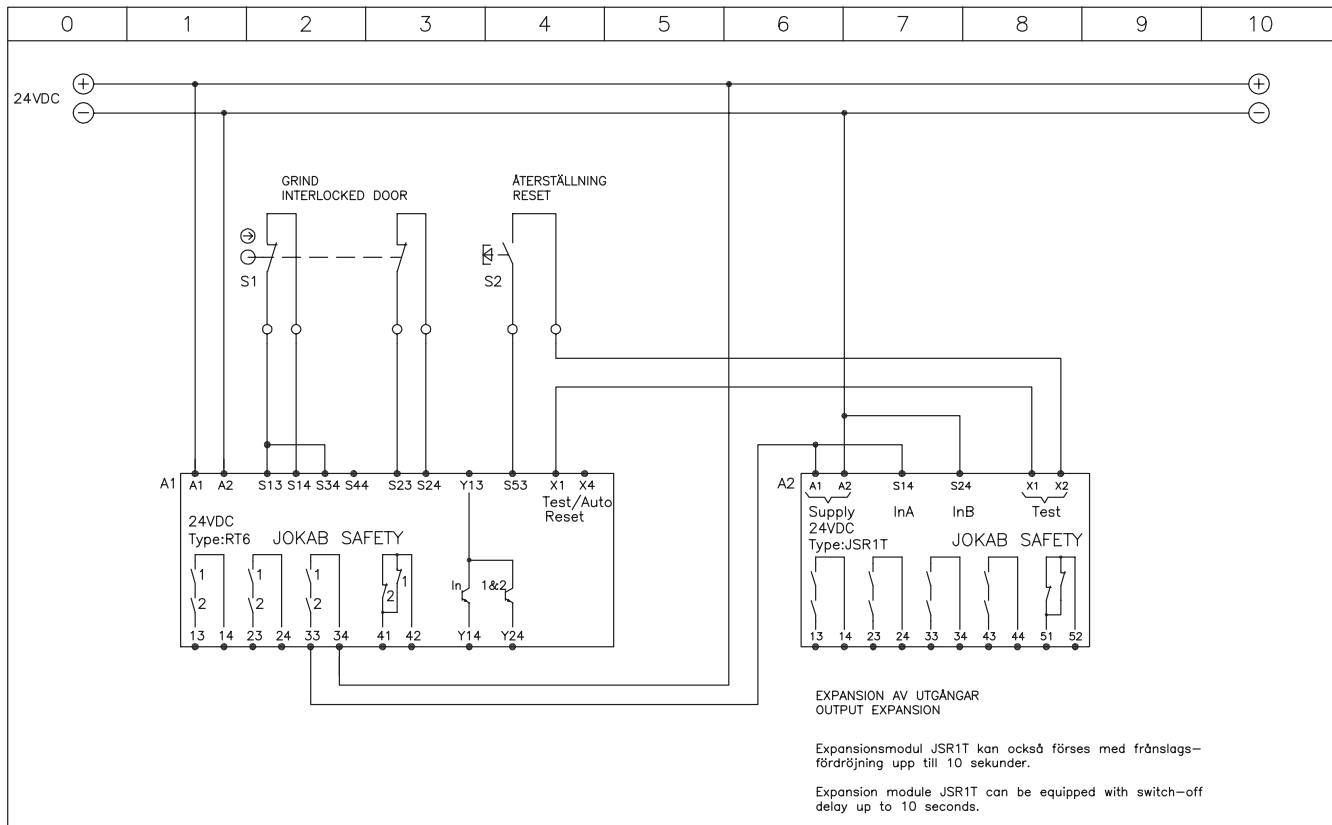 0 1 2 3 4 5 6 7 8 9 10
+ +
24VDC
− −
GRIND
INTERLOCKED DOOR
ÅTERSTÄLLNING
RESET
S1 S2
A1 A1 A2 S13 S14 S34 S44 S23 S24 Y13 S53 X1 X4
Test/Auto
Reset
24VDC
Type:RT6 JOKAB SAFETY
1 1 1 1
2 2 2 2
In 1&2
13 14 23 24 33 34 41 42 Y14 Y24
A2 A1 A2 S14 S24 X1 X2
Supply InA InB Test
24VDC
Type:JSR1T JOKAB SAFETY
13 14 23 24 33 34 43 44 51 52
EXPANSION AV UTGÅNGAR
OUTPUT EXPANSION
Expansionsmodul JSR1T kan också förses med frånslags−
fördröjning upp till 10 sekunder.
Expansion module JSR1T can be equipped with switch−off
delay up to 10 seconds.